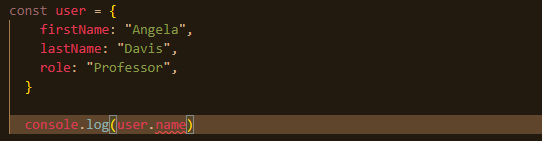 const user = {
firstName: "Angela",
lastName: "Davis",
role: "Professor",
}
console.log(user.name)